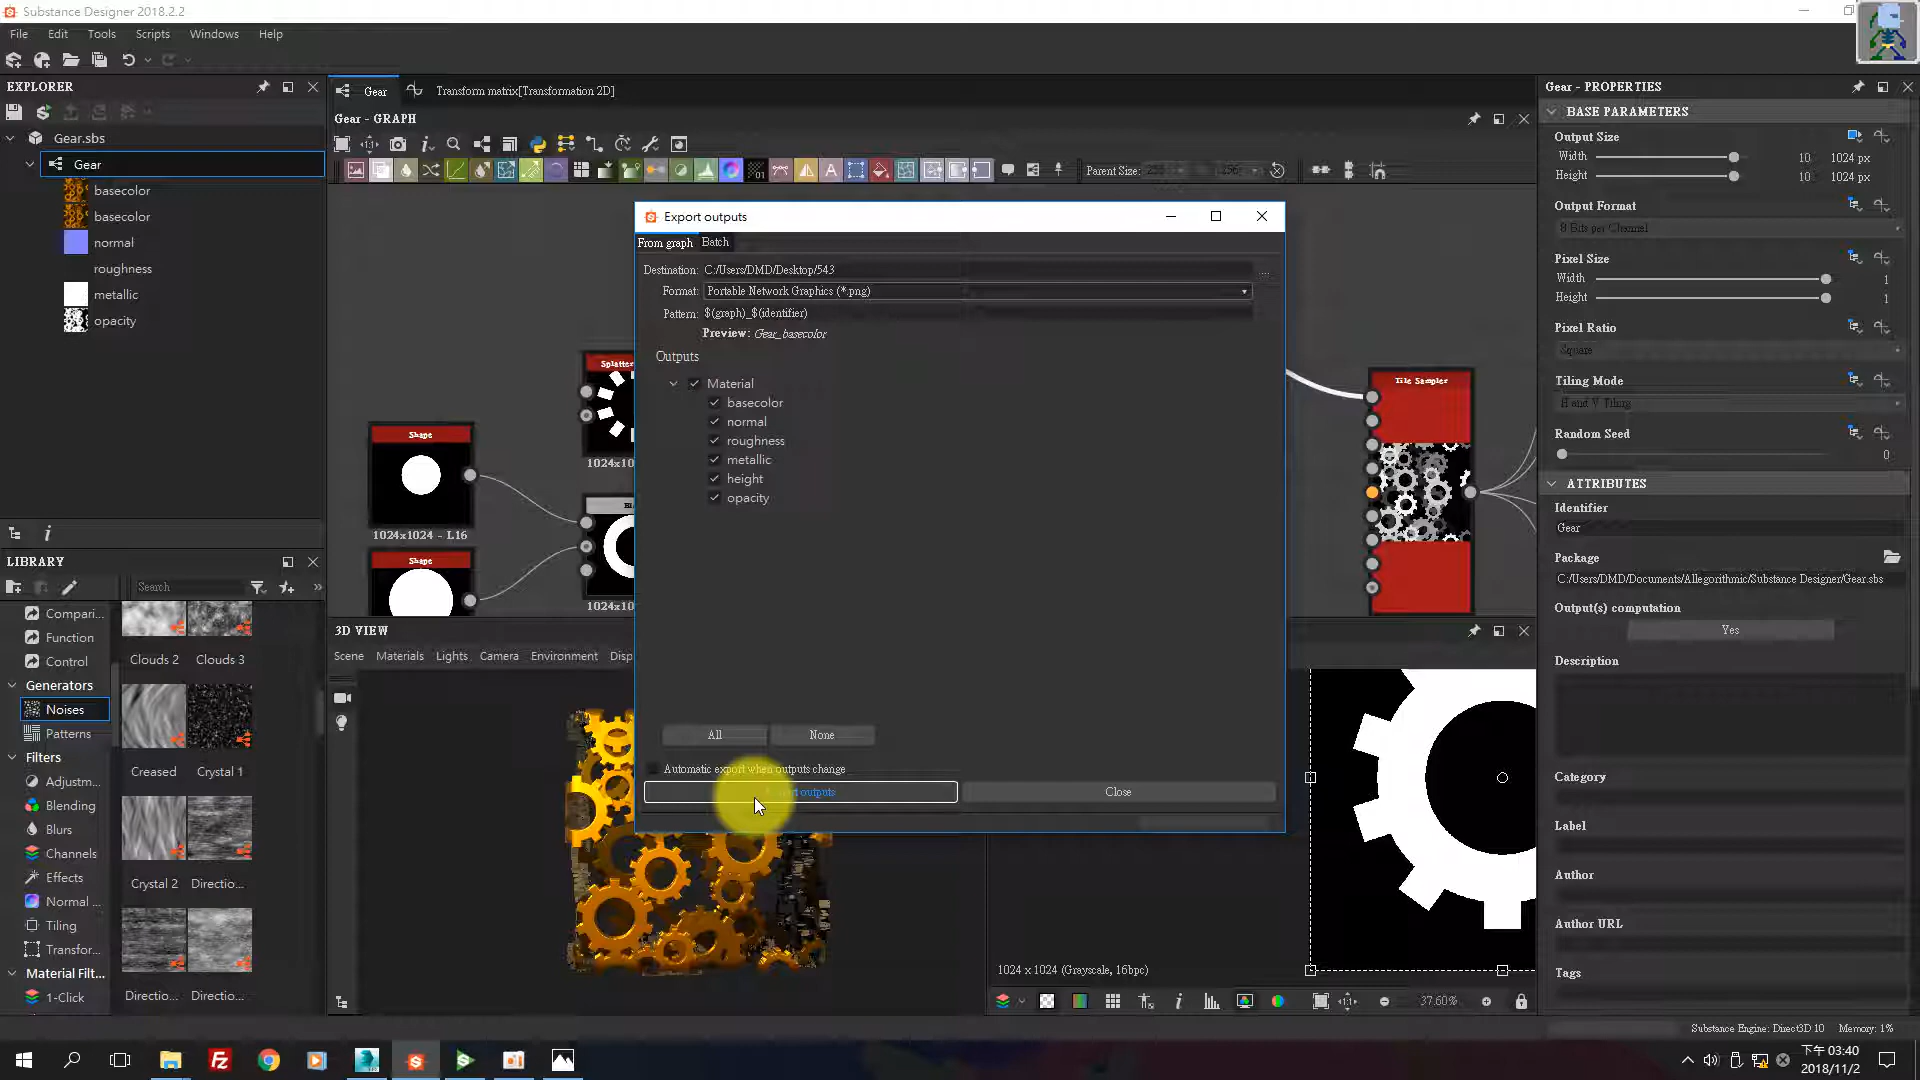 Substance Designer 2018.2.2
File Edit Tools Scripts Windows Help
EXPLORER
Gear.sbs
Gear
basecolor
basecolor
normal
roughness
metallic
opacity
LIBRARY
Search
Compari...
Function
Control
Generators
Noises
Patterns
Filters
Adjustm...
Blending
Blurs
Channels
Effects
Normal ...
Tiling
Transfor...
Material Filt...
1-Click
Clouds 2 Clouds 3
Creased Crystal 1
Crystal 2 Directio...
Directio... Directio...
Gear Transform matrix[Transformation 2D]
Gear - GRAPH
Parent Size:
Splatter
Shape
1024x1024 - L16
Shape
1024x10
1024x10
Tile Sampler
3D VIEW
Scene Materials Lights Camera Environment Disp
Export outputs
From graph Batch
Destination: C:/Users/DMD/Desktop/543 ...
Format: Portable Network Graphics (*.png)
Pattern: $(graph)_$(identifier)
Preview: Gear_basecolor
Outputs
Material
basecolor
normal
roughness
metallic
height
opacity
All None
Automatic export when outputs change
outputs
Close
1024 x 1024 (Grayscale, 16bpc)
37.60%
Gear - PROPERTIES
BASE PARAMETERS
Output Size
Width 10 1024 px
Height 10 1024 px
Output Format
8 Bits per Channel
Pixel Size
Width 1
Height 1
Pixel Ratio
Square
Tiling Mode
H and V Tiling
Random Seed
0
ATTRIBUTES
Identifier
Gear
Package
C:/Users/DMD/Documents/Allegorithmic/Substance Designer/Gear.sbs
Output(s) computation
Yes
Description
Category
Label
Author
Author URL
Tags
Substance Engine: Direct3D 10 Memory: 1%
下午 03:40
2018/11/2